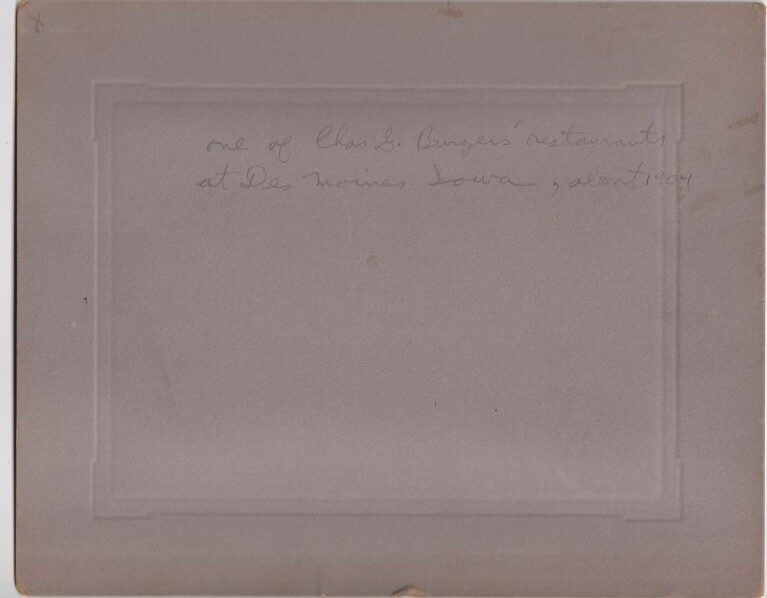 one of Chas G. Burgers' restaurants
at Des Moines Iowa, about 1904